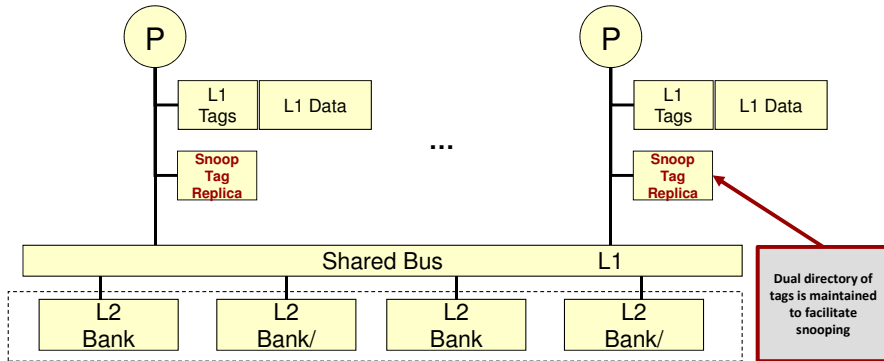 P
P
L1
Tags
L1 Data
L1
Tags
L1 Data
...
Snoop
Tag
Replica
Snoop
Tag
Replica
Shared Bus L1
Dual directory of
tags is maintained
to facilitate
snooping
L2
Bank
L2
Bank/
L2
Bank
L2
Bank/